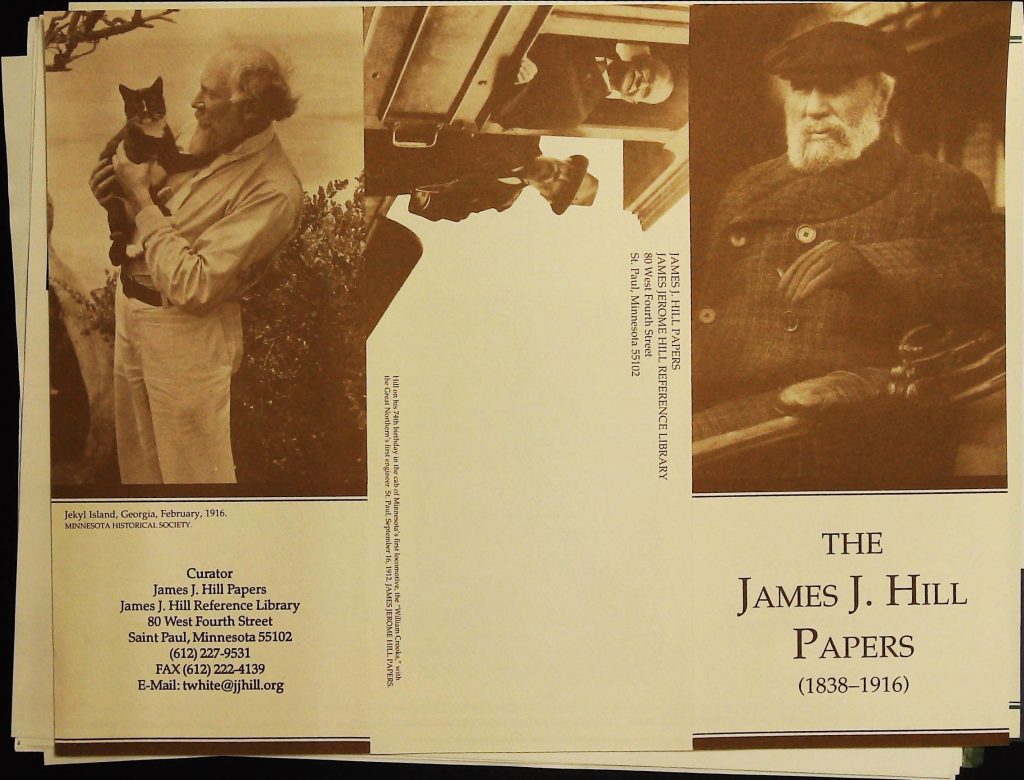 Jekyl Island, Georgia, February, 1916.
MINNESOTA HISTORICAL SOCIETY.
Curator
James J. Hill Papers
James J. Hill Reference Library
80 West Fourth Street
Saint Paul, Minnesota 55102
(612) 227-9531
FAX (612) 222-4139
E-Mail: twhite@jjhill.org
Hill on his 74th birthday in the cab of Minnesota's first locomotive, the "William Crooks," with
the Great Northern's first engineer. St. Paul, September 16, 1912. JAMES JEROME HILL PAPERS.
JAMES J. HILL PAPERS
JAMES JEROME HILL REFERENCE LIBRARY
80 West Fourth Street
St. Paul, Minnesota 55102
THE
JAMES J. HILL
PAPERS
(1838–1916)